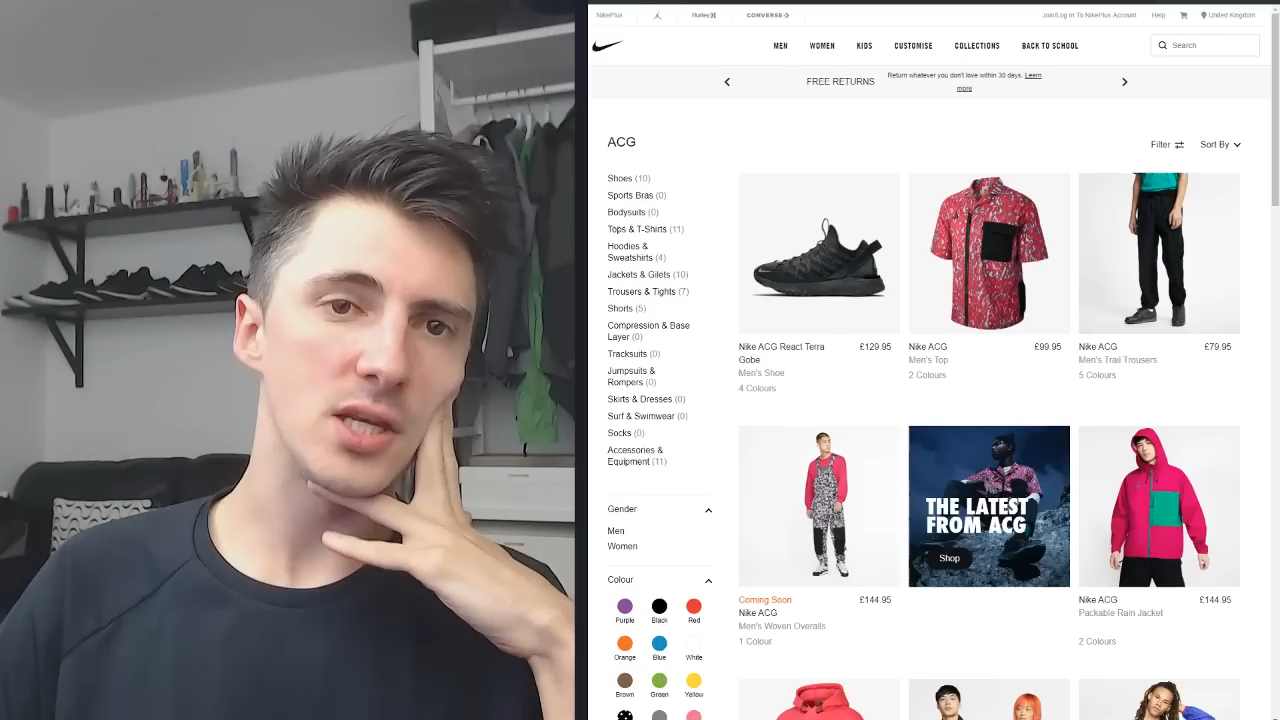 NikePlus
Hurley
CONVERSE
Join/Log In To NikePlus Account
Help
United Kingdom
MEN
WOMEN
KIDS
CUSTOMISE
COLLECTIONS
BACK TO SCHOOL
Search
FREE RETURNS
Return whatever you don't love within 30 days. Learn
more
ACG
Filter
Sort By
Shoes (10)
Sports Bras (0)
Bodysuits (0)
Tops & T-Shirts (11)
Hoodies &
Sweatshirts (4)
Jackets & Gilets (10)
Trousers & Tights (7)
Shorts (5)
Compression & Base
Layer (0)
Tracksuits (0)
Jumpsuits &
Rompers (0)
Skirts & Dresses (0)
Surf & Swimwear (0)
Socks (0)
Accessories &
Equipment (11)
Gender
Men
Women
Colour
Purple
Black
Red
Orange
Blue
White
Brown
Green
Yellow
Nike ACG React Terra
Gobe
£129.95
Men's Shoe
4 Colours
Nike ACG
£99.95
Men's Top
2 Colours
Nike ACG
£79.95
Men's Trail Trousers
5 Colours
Coming Soon
£144.95
Nike ACG
Men's Woven Overalls
1 Colour
THE LATEST
FROM ACG
Shop
Nike ACG
£144.95
Packable Rain Jacket
2 Colours